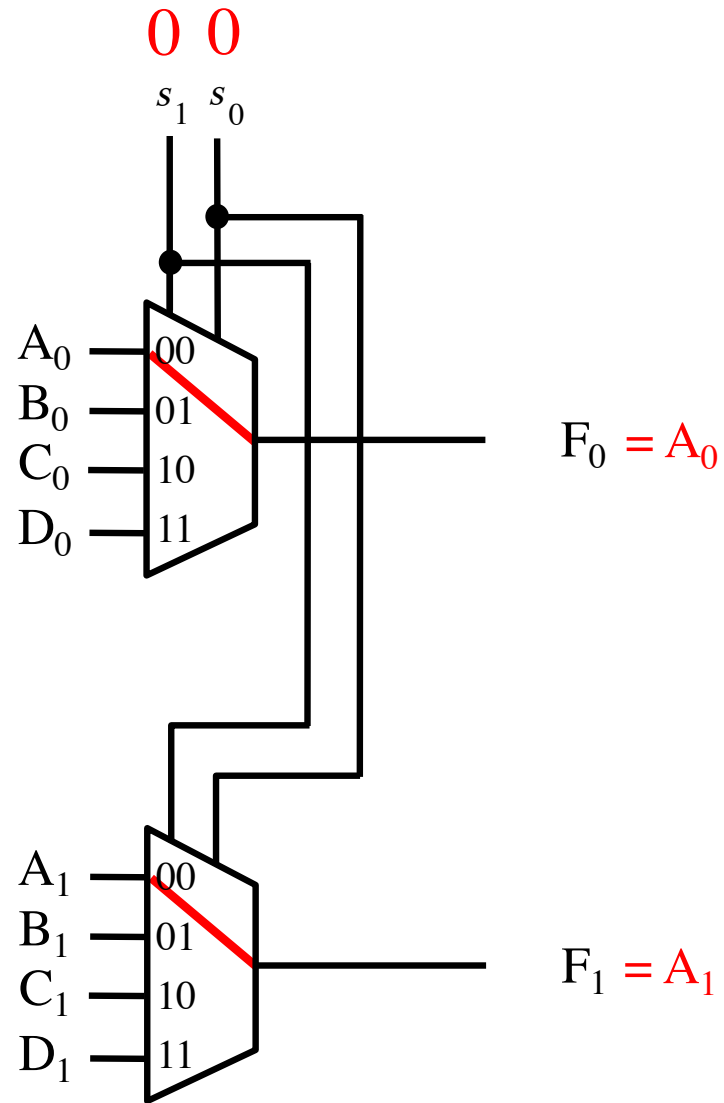 0 0
s₁ s₀
A₀ 00
B₀ 01
C₀ 10
D₀ 11
F₀ = A₀
A₁ 00
B₁ 01
C₁ 10
D₁ 11
F₁ = A₁